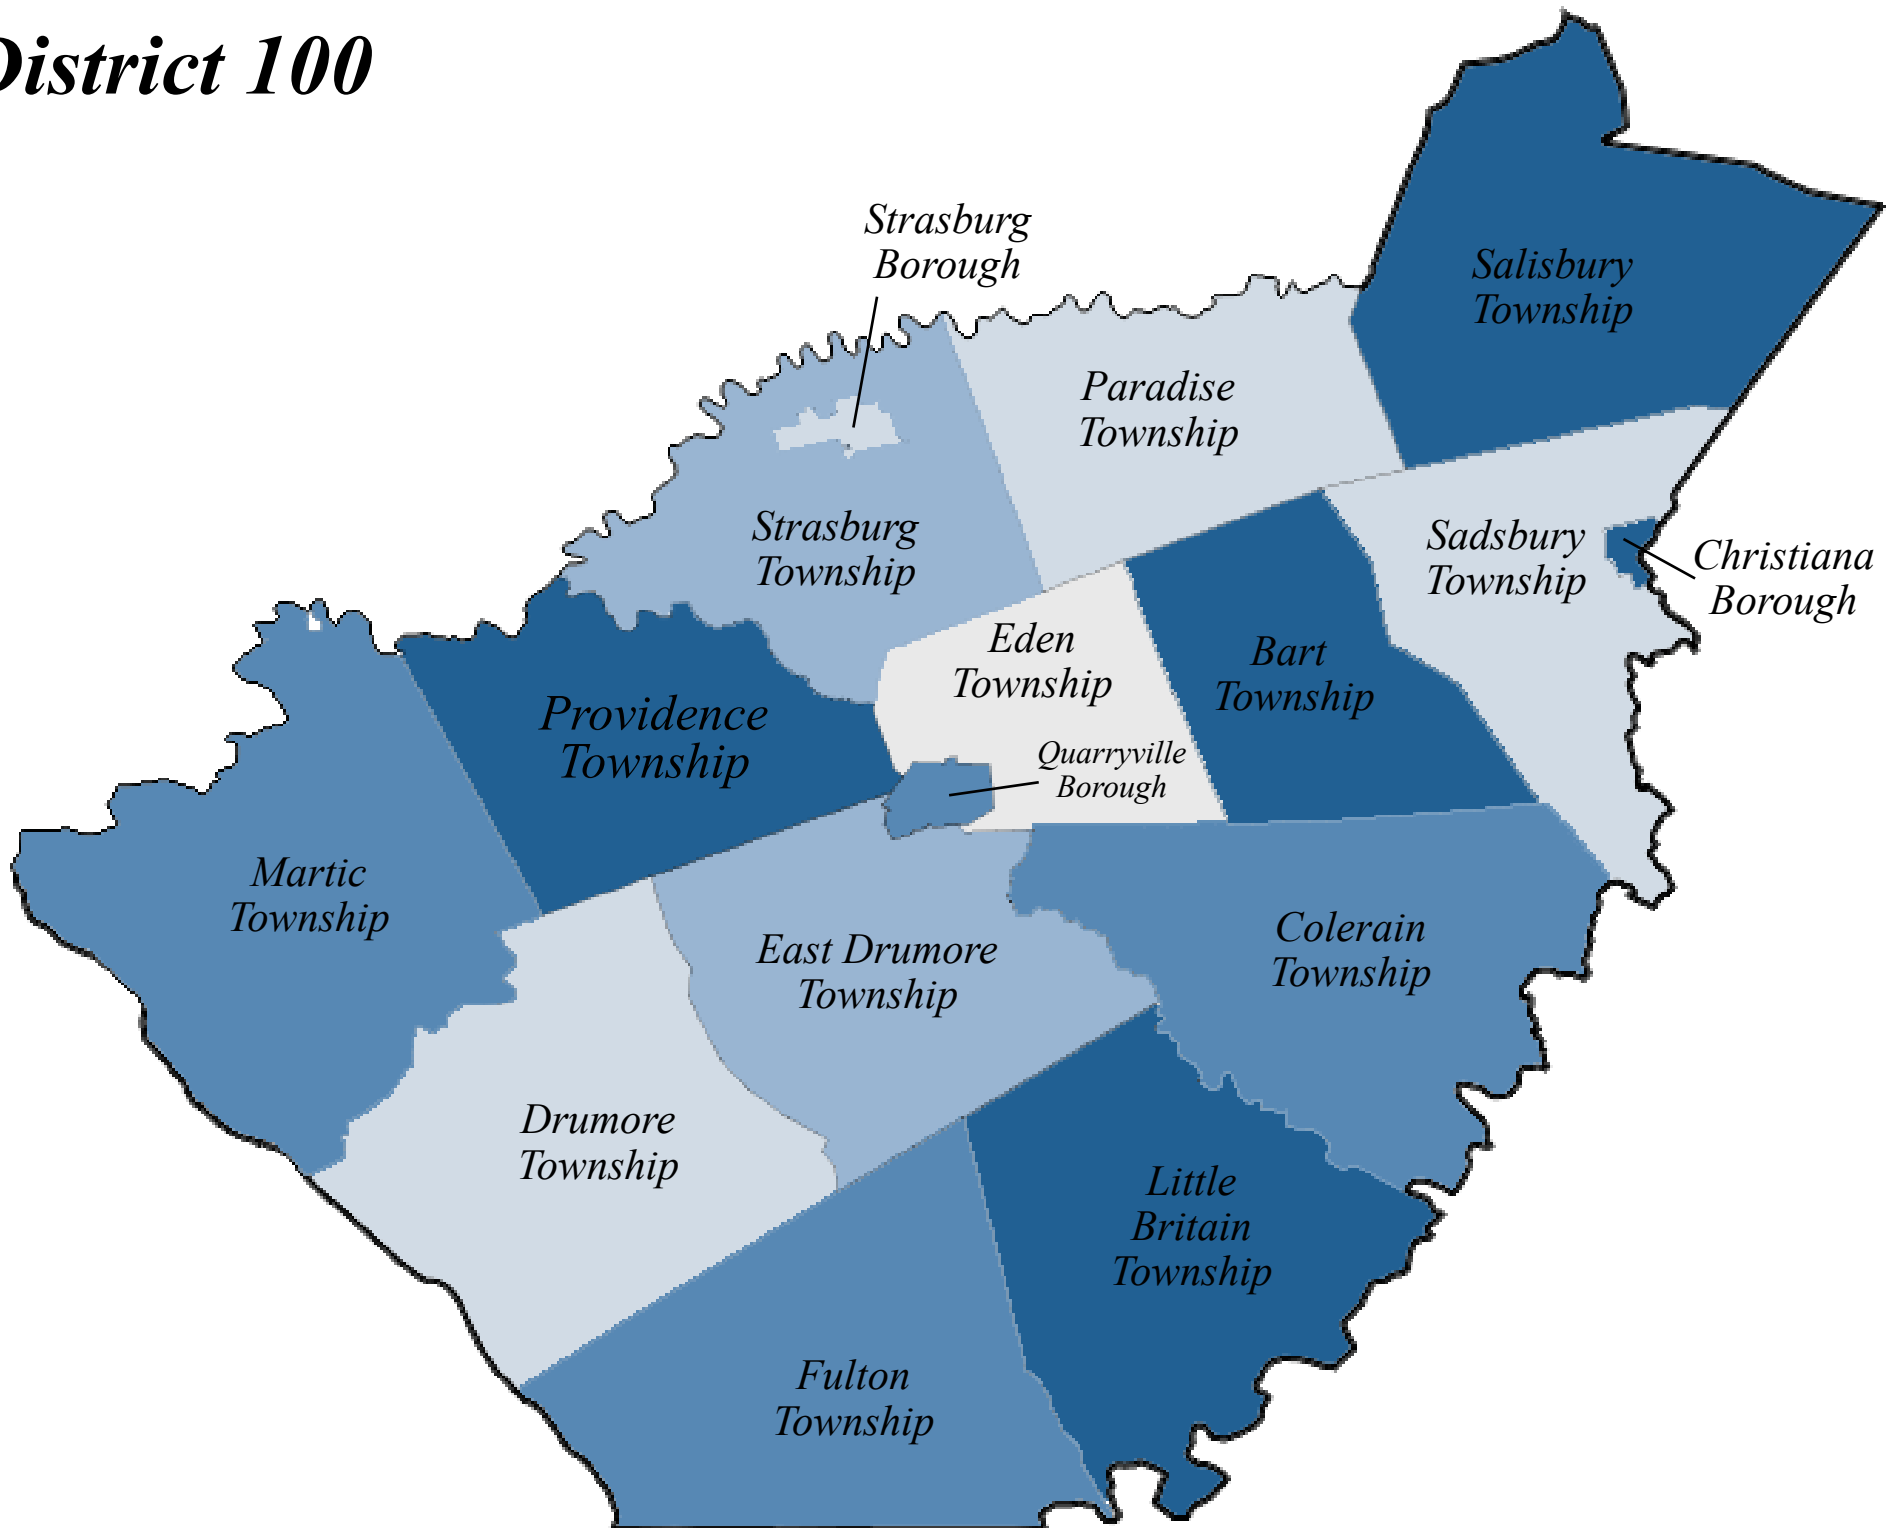 District 100
Strasburg
Borough
Salisbury
Township
Paradise
Township
Strasburg
Township
Sadsbury
Township
Christiana
Borough
Eden
Township
Bart
Township
Providence
Township
Quarryville
Borough
Martic
Township
East Drumore
Township
Colerain
Township
Drumore
Township
Little
Britain
Township
Fulton
Township